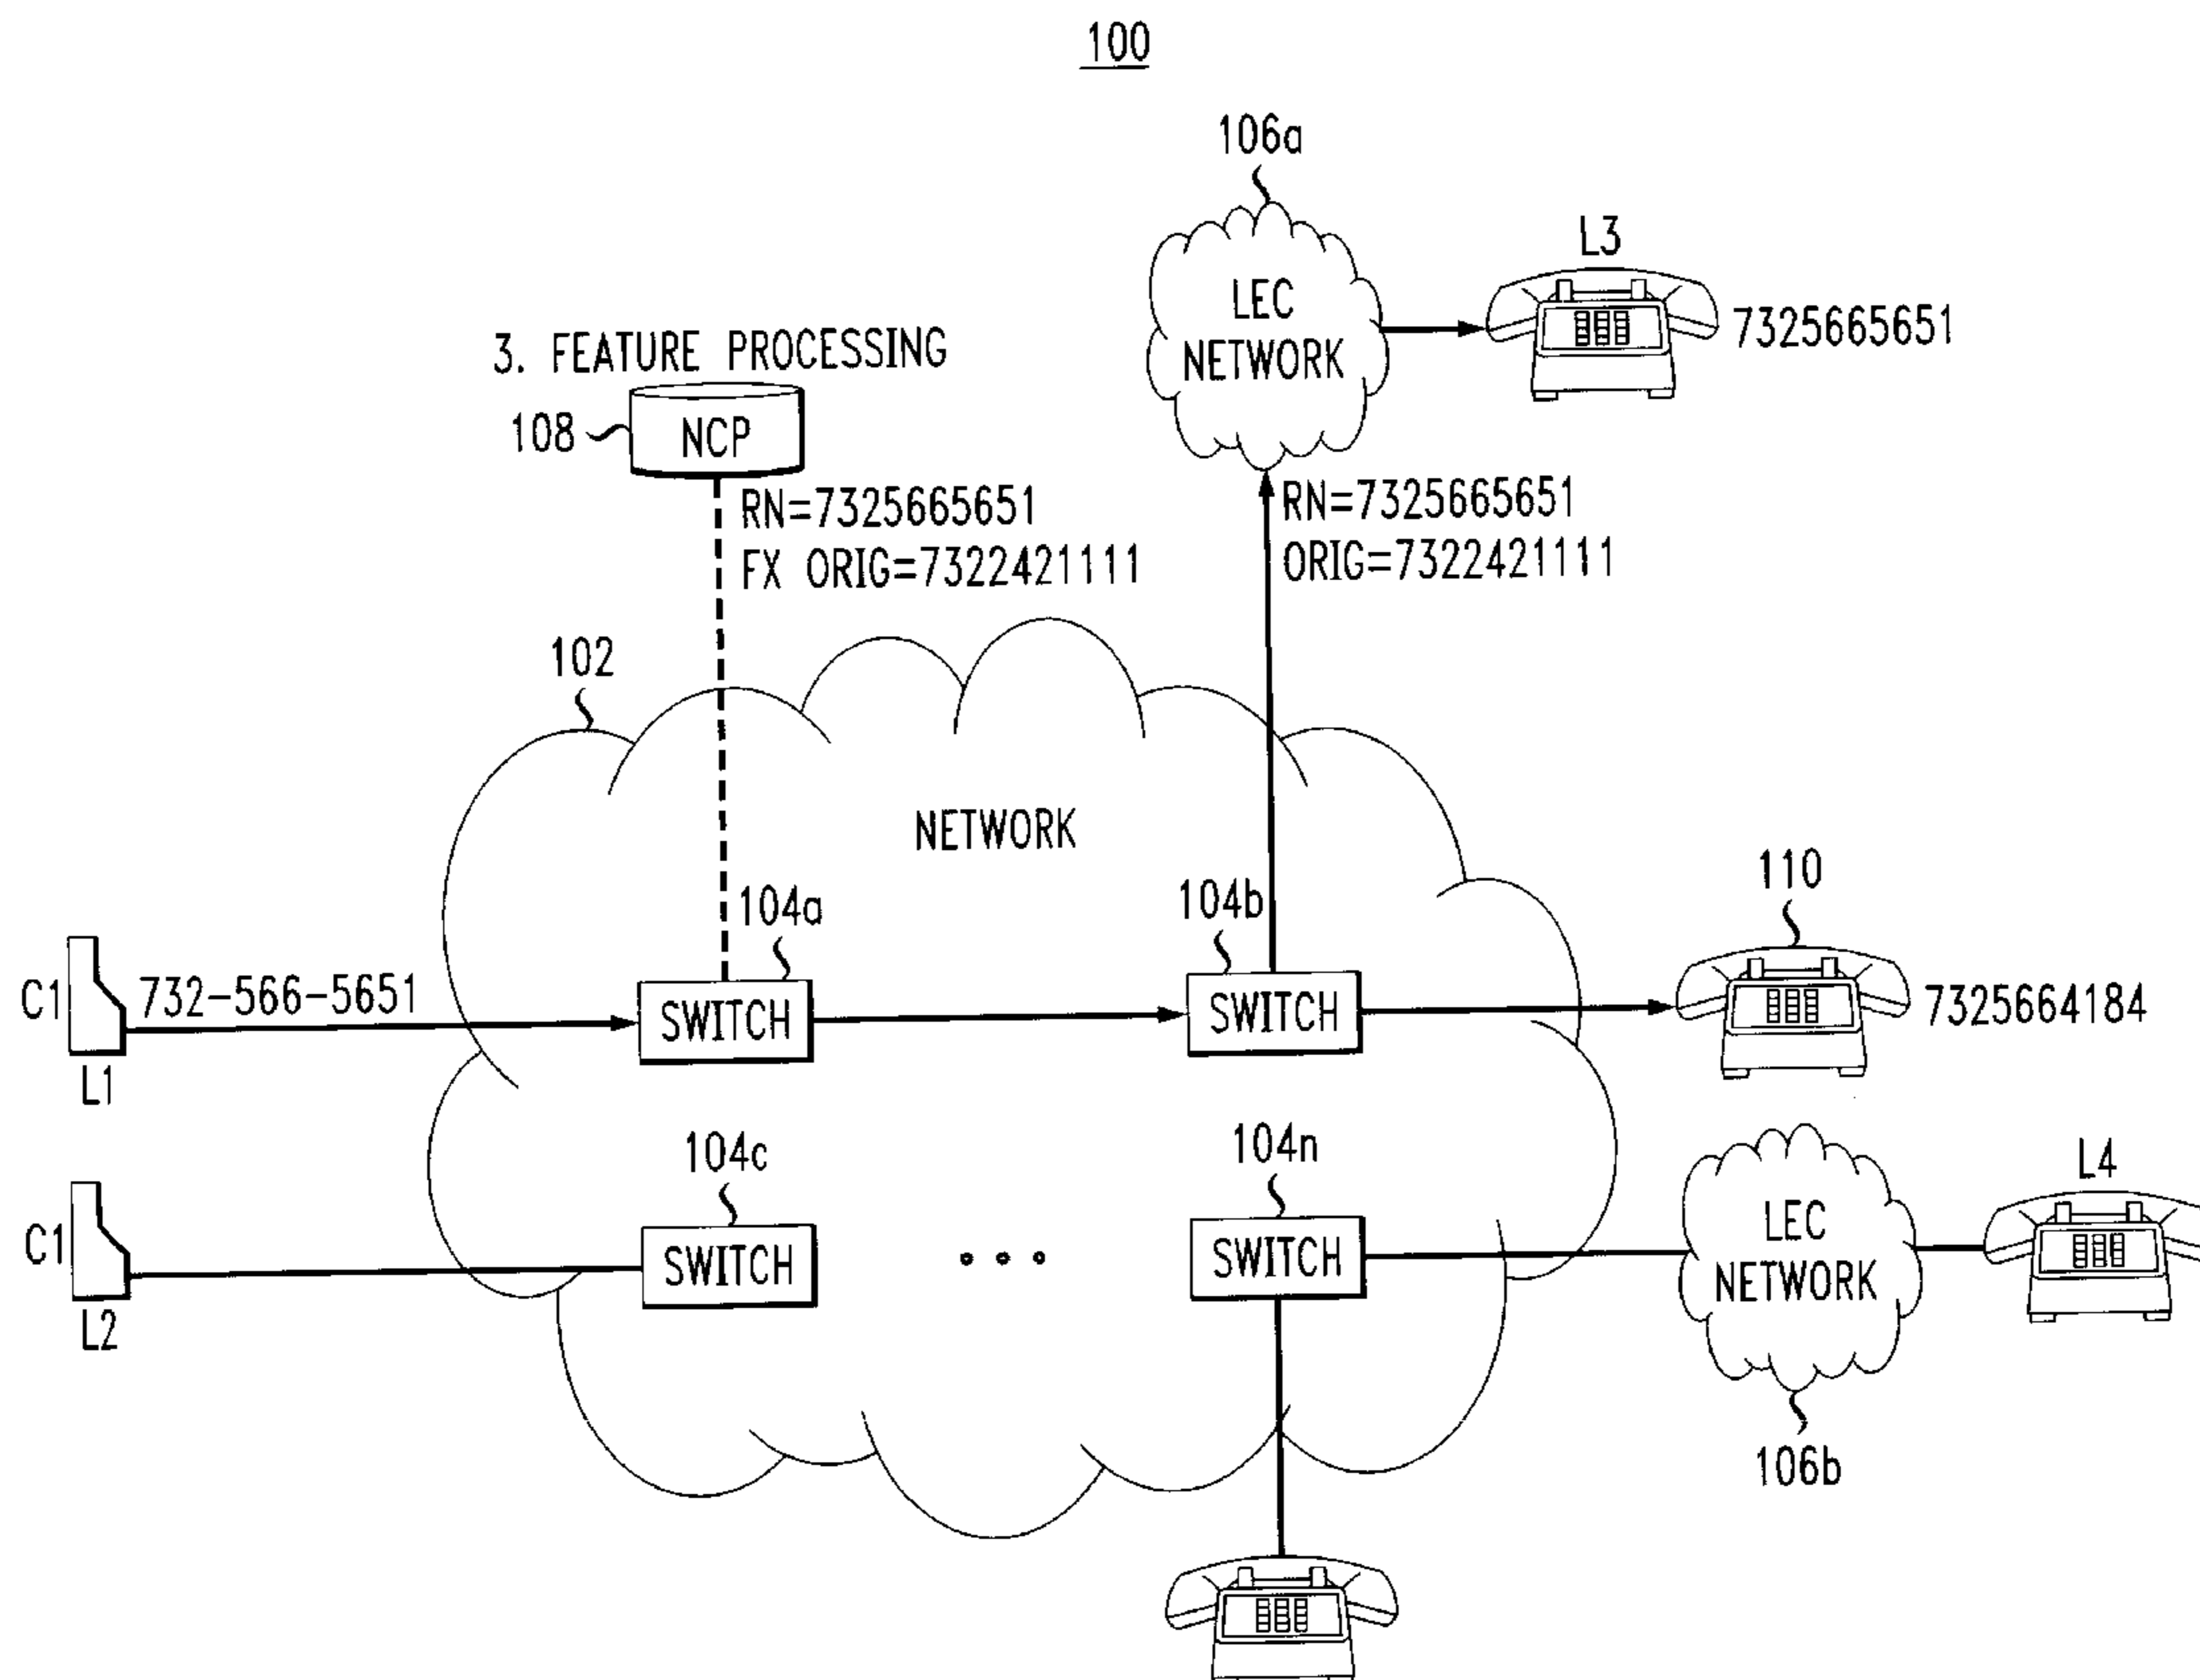 100
106a
L3
LEC
NETWORK
7325665651
3. FEATURE PROCESSING
108
NCP
RN=7325665651
FX ORIG=7322421111
RN=7325665651
ORIG=7322421111
102
NETWORK
104a
104b
110
C1
732-566-5651
SWITCH
SWITCH
7325664184
L1
104c
104n
L4
C1
SWITCH
SWITCH
LEC
NETWORK
L2
106b